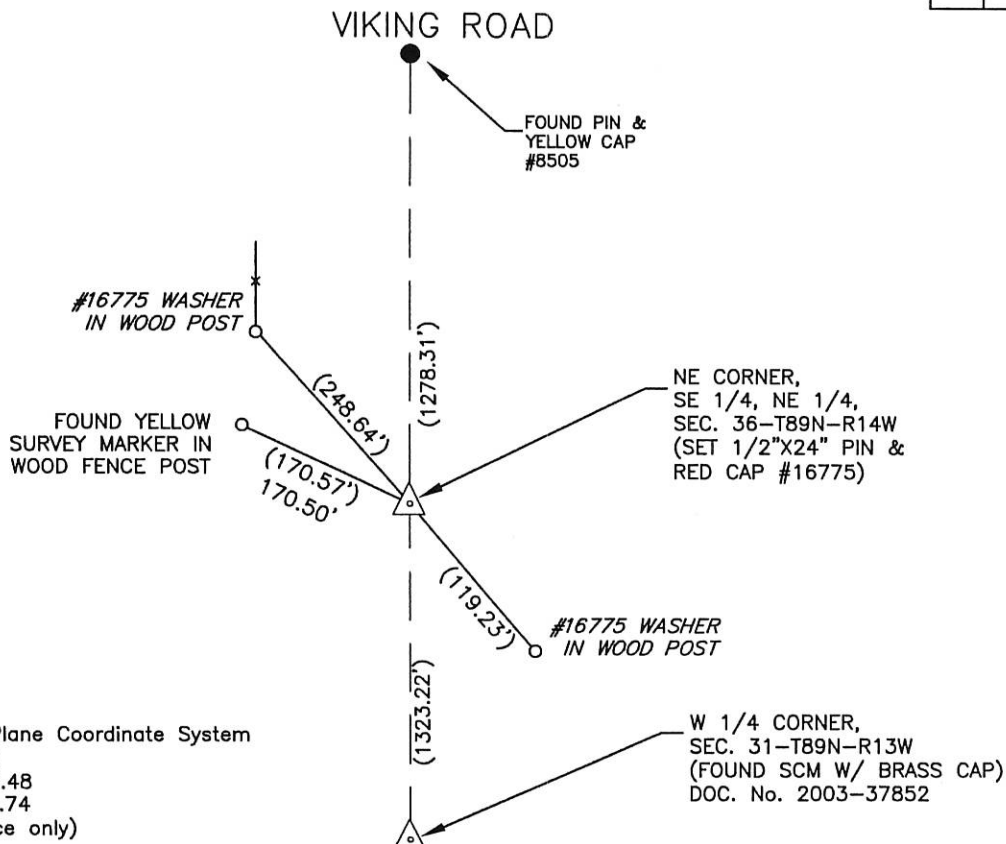 VIKING ROAD
FOUND PIN &
YELLOW CAP
#8505
#16775 WASHER
IN WOOD POST
(248.64')
(1278.31')
NE CORNER,
SE 1/4, NE 1/4,
SEC. 36-T89N-R14W
(SET 1/2"X24" PIN &
RED CAP #16775)
FOUND YELLOW
SURVEY MARKER IN
WOOD FENCE POST
(170.57')
170.50'
(119.23')
#16775 WASHER
IN WOOD POST
(1323.22')
Plane Coordinate System
.48
.74
only)
W 1/4 CORNER,
SEC. 31-T89N-R13W
(FOUND SCM W/ BRASS CAP)
DOC. No. 2003-37852